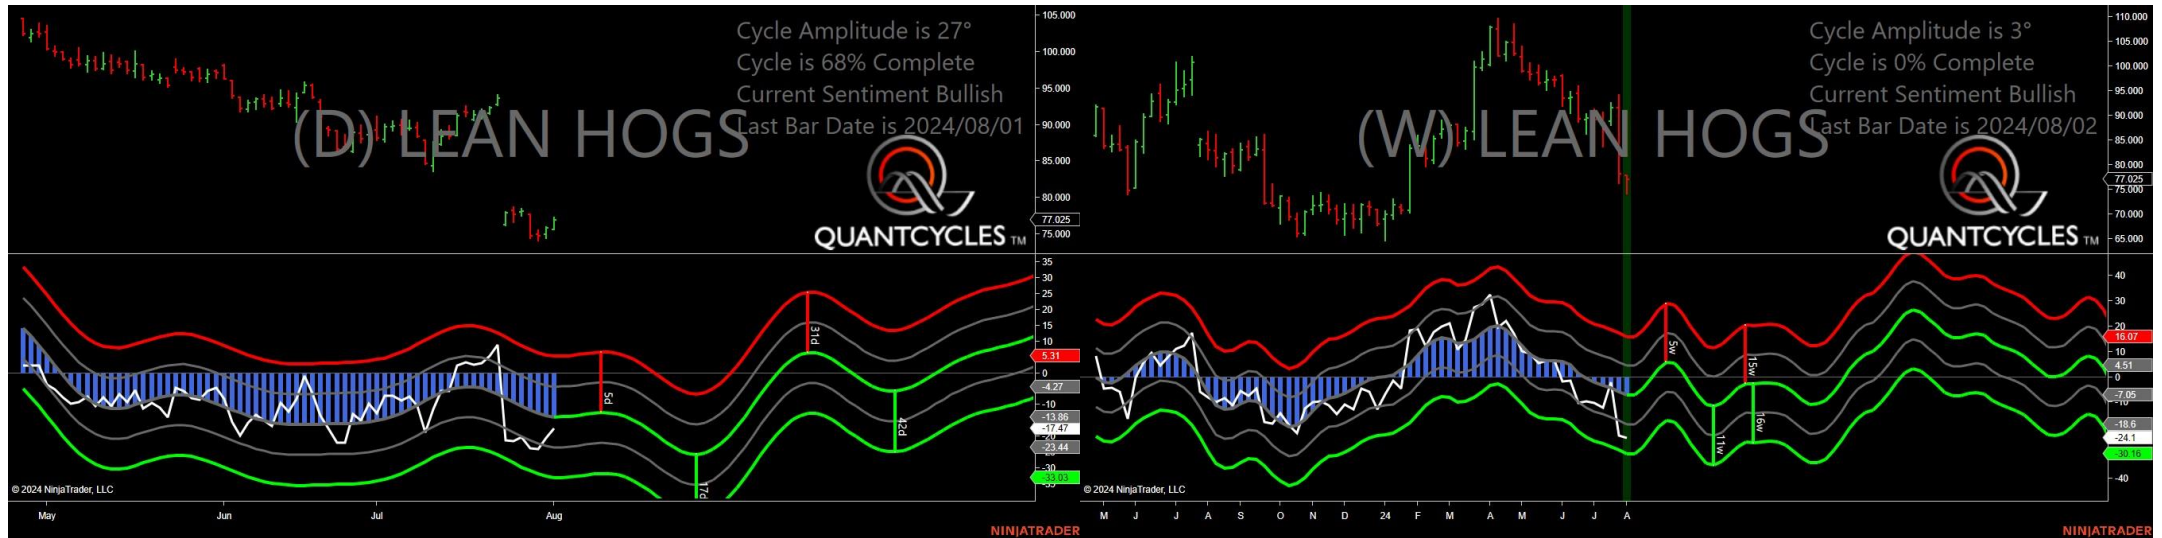 Cycle Amplitude is 27°
Cycle is 68% Complete
Current Sentiment Bullish
Last Bar Date is 2024/08/01
(D) LEAN HOGS
QUANTCYCLES TM
105.000
100.000
95.000
90.000
85.000
80.000
77.025
75.000
35
30
25
20
15
10
5.31
0
-4.27
-10
-13.86
-17.47
-20
-23.44
-30
-33.03
5d
17d
31d
42d
© 2024 NinjaTrader, LLC
May Jun Jul Aug
NINJATRADER
Cycle Amplitude is 3°
Cycle is 0% Complete
Current Sentiment Bullish
Last Bar Date is 2024/08/02
(W) LEAN HOGS
QUANTCYCLES TM
110.000
105.000
100.000
95.000
90.000
85.000
80.000
77.025
75.000
70.000
65.000
40
30
20
16.07
10
4.51
0
-7.05
-18.6
-24.1
-30.16
-40
5w
11w
15w
16w
© 2024 NinjaTrader, LLC
M J J A S O N D 24 F M A M J J A
NINJATRADER